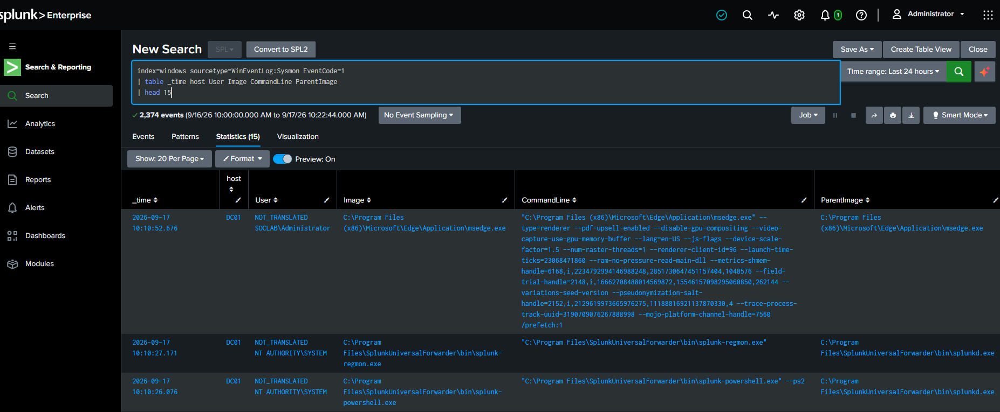 splunk> Enterprise
1
Administrator
Search & Reporting
Search
Analytics
Datasets
Reports
Alerts
Dashboards
Modules
New Search
SPL
Convert to SPL2
Save As
Create Table View
Close
index=windows sourcetype=WinEventLog:Sysmon EventCode=1
| table _time host User Image CommandLine ParentImage
| head 15
Time range: Last 24 hours
2,374 events (9/16/26 10:00:00.000 AM to 9/17/26 10:22:44.000 AM)
No Event Sampling
Job
Smart Mode
Events
Patterns
Statistics (15)
Visualization
Show: 20 Per Page
Format
Preview: On
_time
host
User
Image
CommandLine
ParentImage
2026-09-17
10:10:52.676
DC01
NOT_TRANSLATED
SOCLAB\Administrator
C:\Program Files
(x86)\Microsoft\Edge\Application\msedge.exe
"C:\Program Files (x86)\Microsoft\Edge\Application\msedge.exe" --
type=renderer --pdf-upsell-enabled --disable-gpu-compositing --video-
capture-use-gpu-memory-buffer --lang=en-US --js-flags --device-scale-
factor=1.5 --num-raster-threads=1 --renderer-client-id=96 --launch-time-
ticks=23068471860 --ram-no-pressure-read-main-dll --metrics-shmem-
handle=6168,i,2234792994146988248,2851730647451157404,1048576 --field-
trial-handle=2148,i,16662708488014569872,15546157098295060850,262144 --
variations-seed-version --pseudonymization-salt-
handle=2152,i,2129619973665976275,11188816921137870330,4 --trace-process-
track-uuid=3190709076267888998 --mojo-platform-channel-handle=7560
/prefetch:1
C:\Program Files
(x86)\Microsoft\Edge\Application\msedge.exe
2026-09-17
10:10:27.171
DC01
NOT_TRANSLATED
NT AUTHORITY\SYSTEM
C:\Program
Files\SplunkUniversalForwarder\bin\splunk-
regmon.exe
"C:\Program Files\SplunkUniversalForwarder\bin\splunk-regmon.exe"
C:\Program
Files\SplunkUniversalForwarder\bin\splunkd.exe
2026-09-17
10:10:26.076
DC01
NOT_TRANSLATED
NT AUTHORITY\SYSTEM
C:\Program
Files\SplunkUniversalForwarder\bin\splunk-
powershell.exe
"C:\Program Files\SplunkUniversalForwarder\bin\splunk-powershell.exe" --ps2
C:\Program
Files\SplunkUniversalForwarder\bin\splunkd.exe